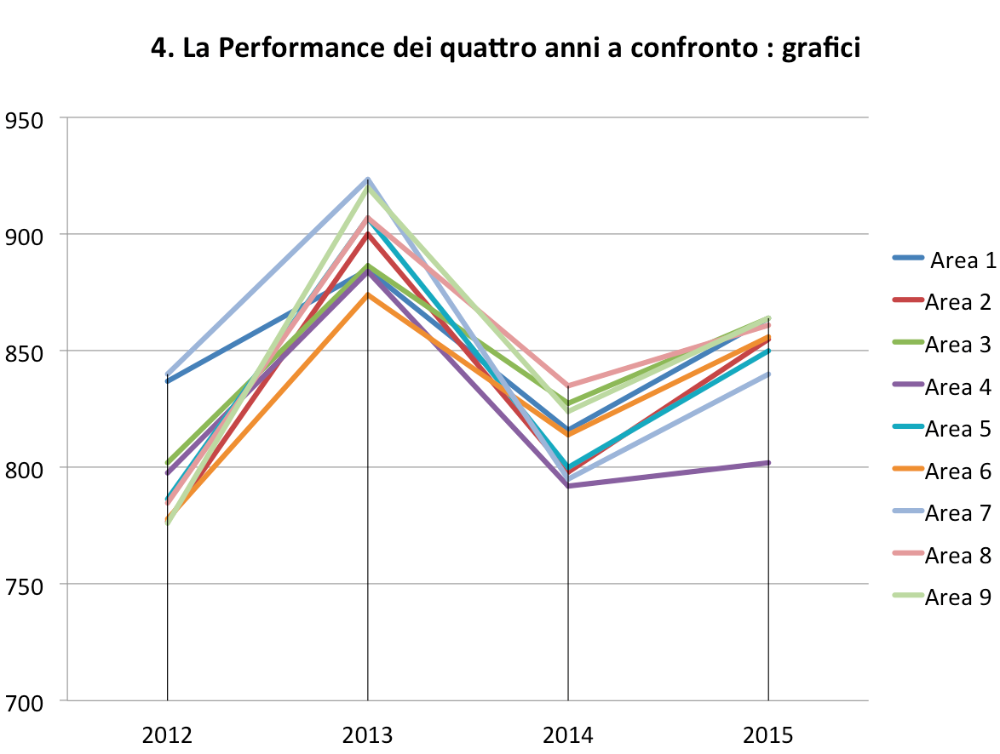 4. La Performance dei quattro anni a confronto : grafici
950
900
850
800
750
700
2012 2013 2014 2015
Area 1
Area 2
Area 3
Area 4
Area 5
Area 6
Area 7
Area 8
Area 9